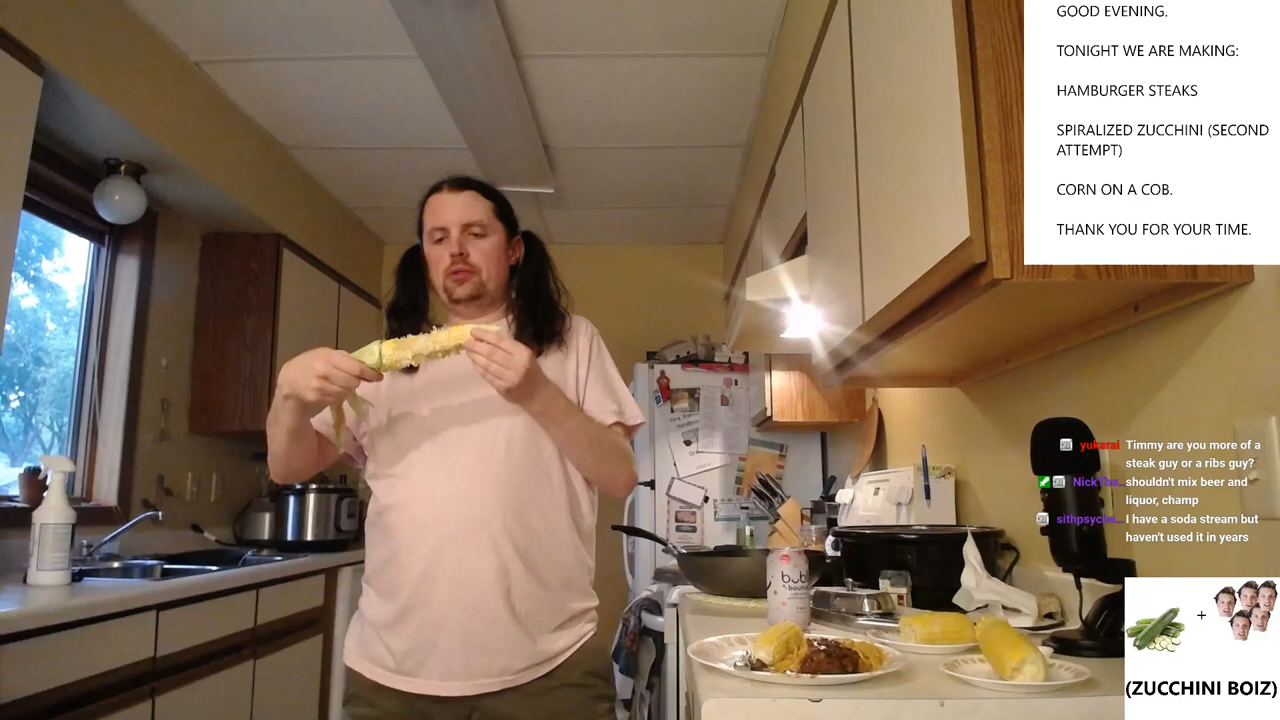 GOOD EVENING.
TONIGHT WE ARE MAKING:
HAMBURGER STEAKS
SPIRALIZED ZUCCHINI (SECOND
ATTEMPT)
CORN ON A COB.
THANK YOU FOR YOUR TIME.
yukarai Timmy are you more of a
steak guy or a ribs guy?
shouldn't mix beer and
liquor, champ
I have a soda stream but
haven't used it in years
bubly
+
(ZUCCHINI BOIZ)